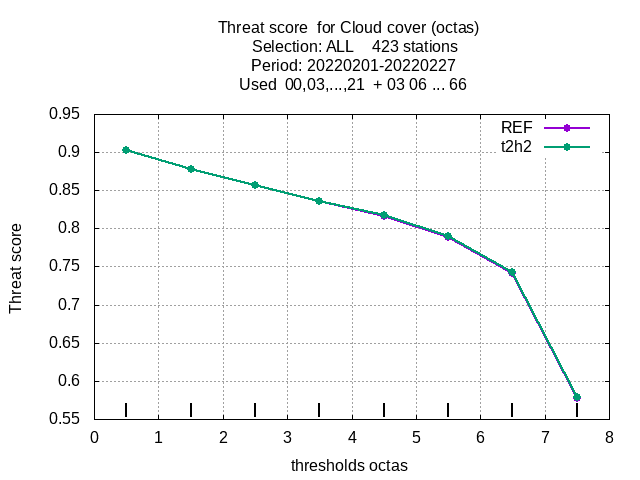 Threat score  for Cloud cover (octas)
Selection: ALL    423 stations
Period: 20220201-20220227
Used  00,03,...,21  + 03 06 ... 66
REF
t2h2
Threat score
0.95
0.9
0.85
0.8
0.75
0.7
0.65
0.6
0.55
0 1 2 3 4 5 6 7 8
thresholds octas